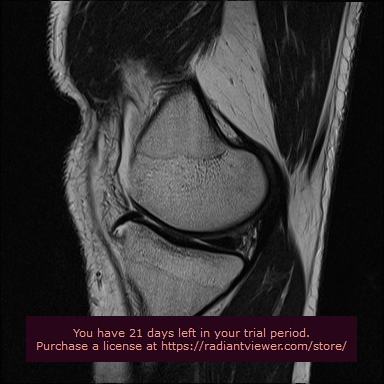 You have 21 days left in your trial period.
Purchase a license at https://radiantviewer.com/store/